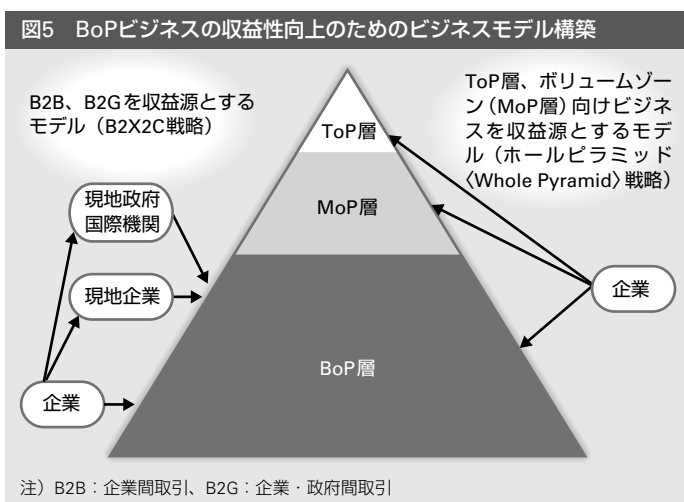 図5 BoPビジネスの収益性向上のためのビジネスモデル構築
B2B、B2Gを収益源とする
モデル（B2X2C戦略）
ToP層、ボリュームゾー
ン（MoP層）向けビジネ
スを収益源とするモデ
ル（ホールピラミッド
〈Whole Pyramid〉戦略）
ToP層
MoP層
BoP層
現地政府
国際機関
現地企業
企業
企業
注）B2B：企業間取引、B2G：企業・政府間取引